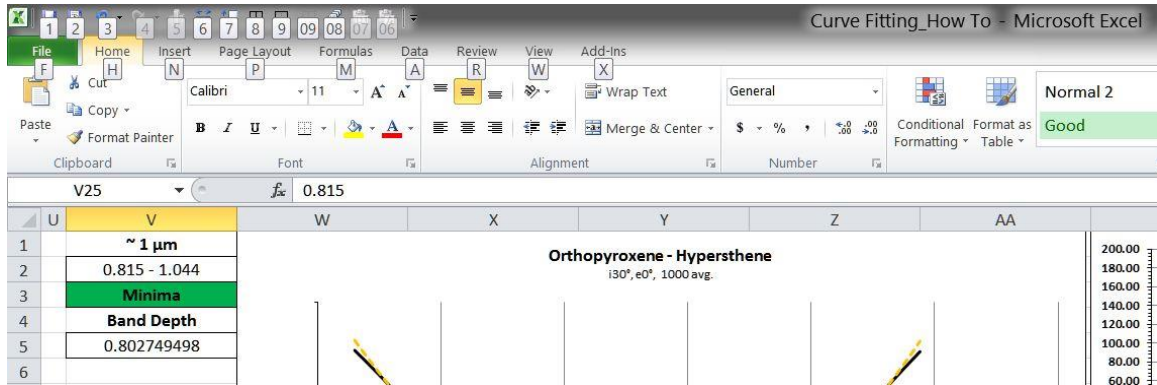 Curve Fitting_How To - Microsoft Excel
1 2 3 4 5 6 7 8 9 09 08 07 06
File Home Insert Page Layout Formulas Data Review View Add-Ins
F H N P M A R W X
Cut
Copy
Format Painter
Paste
Calibri 11 A A
B I U A
Wrap Text
Merge & Center
General
$ % , .0 .00 .00 .0
Conditional Formatting
Format as Table
Normal 2
Good
Clipboard Font Alignment Number
V25 fx 0.815
U V W X Y Z AA
1 ~ 1 µm
2 0.815 - 1.044
3 Minima
4 Band Depth
5 0.802749498
6
Orthopyroxene - Hypersthene
i30°, e0°, 1000 avg.
200.00
180.00
160.00
140.00
120.00
100.00
80.00
60.00